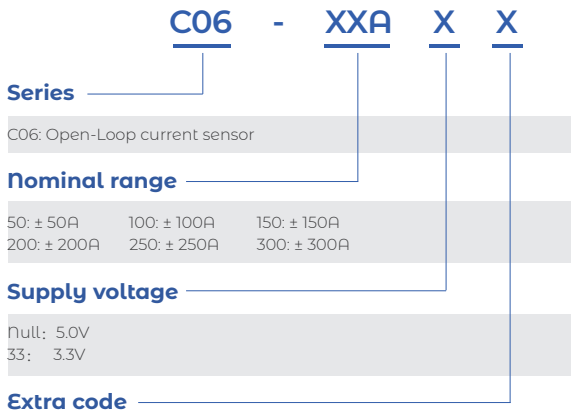 C06 - XXA X X
Series
C06: Open-Loop current sensor
Nominal range
50: ± 50A 100: ± 100A 150: ± 150A
200: ± 200A 250: ± 250A 300: ± 300A
Supply voltage
Null： 5.0V
33： 3.3V
Extra code